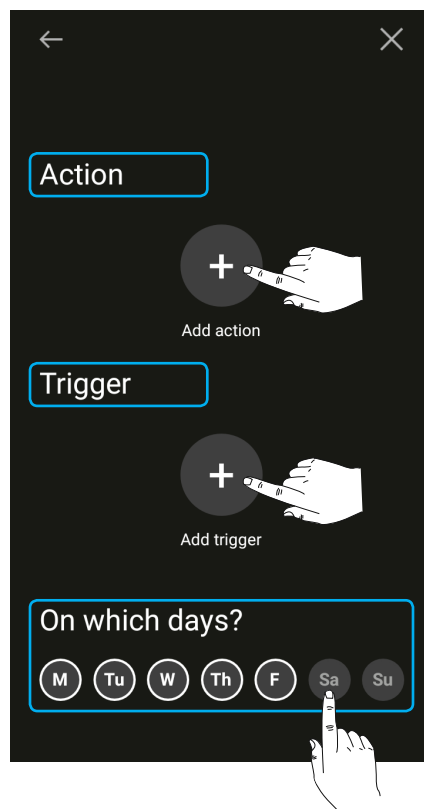 Action
+
Add action
Trigger
+
Add trigger
On which days?
M Tu W Th F Sa Su